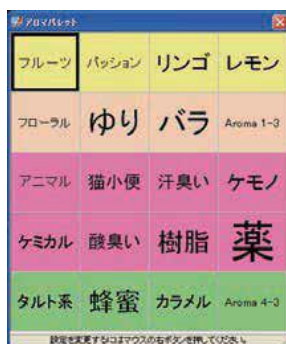 アロマパレット
フルーツ パッション リンゴ レモン
フローラル ゆり バラ Aroma 1-3
アニマル 猫小便 汗臭い ケモノ
ケミカル 酸臭い 樹脂 薬
タルト系 蜂蜜 カラメル Aroma 4-3
設定を変更するにはマウスの右ボタンを押してください。